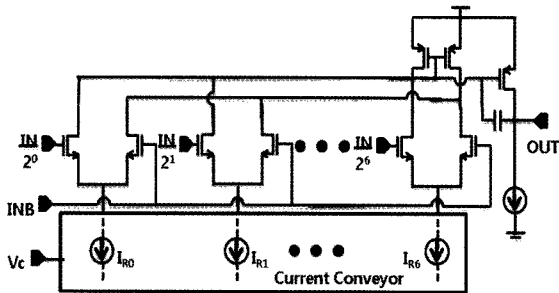 IN
2⁰
IN
2¹
IN
2⁶
OUT
INB
Vc
I_R0
I_R1
I_R6
Current Conveyor